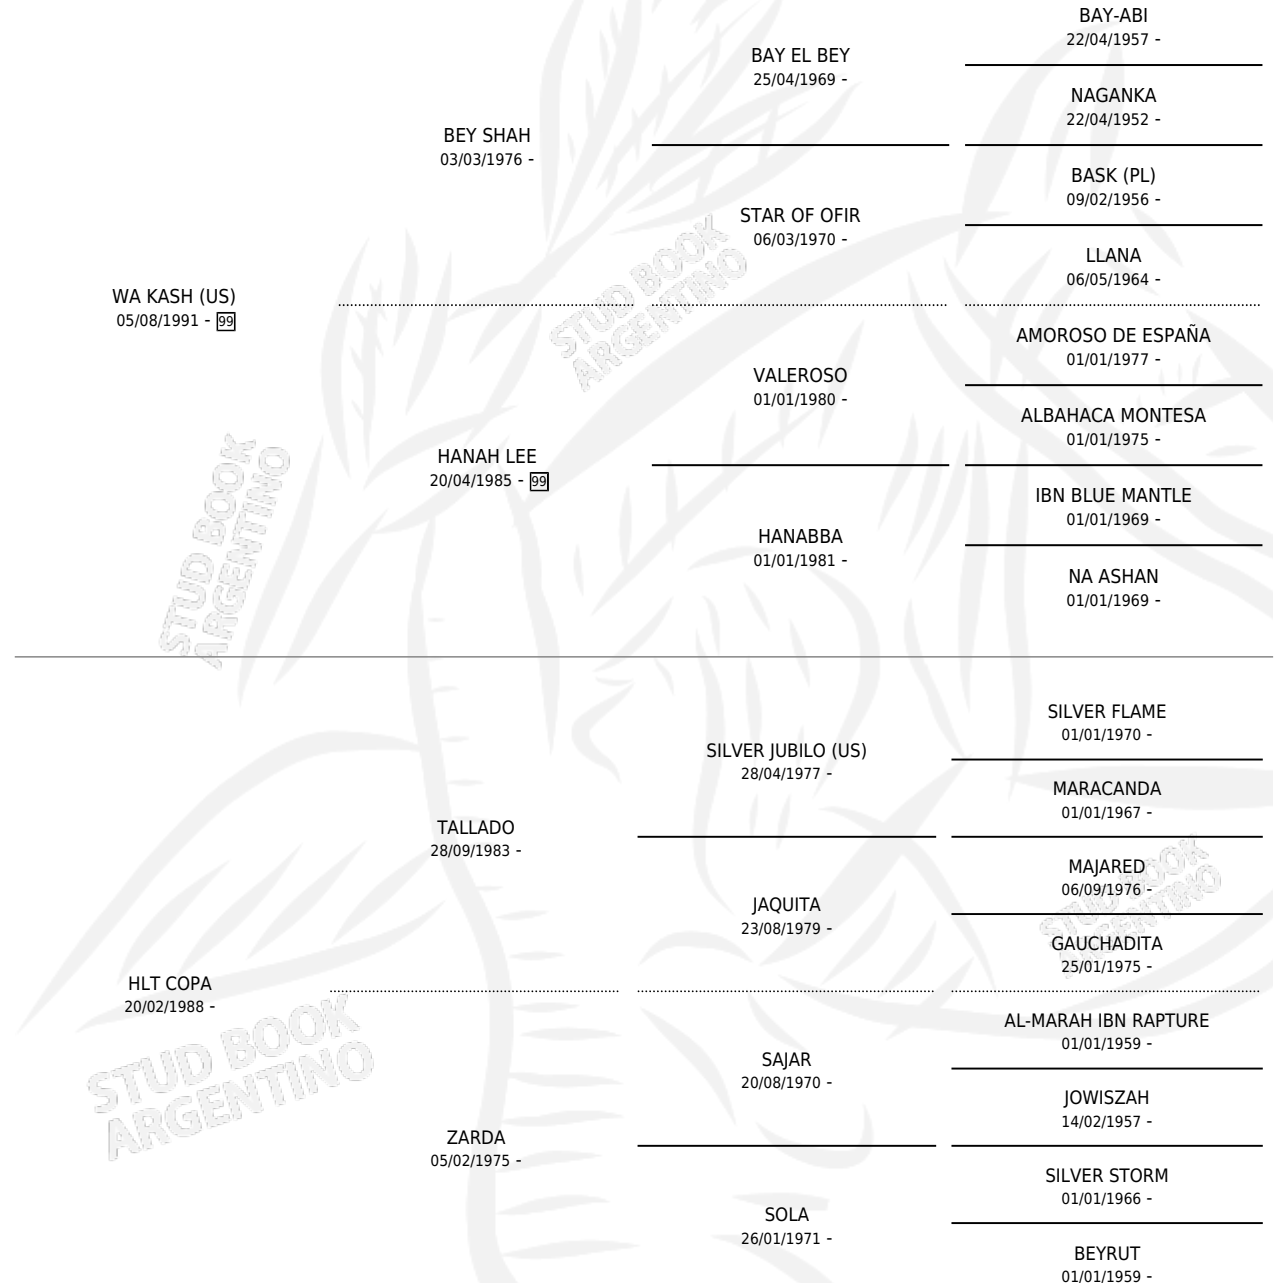 BAY-ABI
22/04/1957 -
BAY EL BEY
25/04/1969 -
NAGANKA
22/04/1952 -
BEY SHAH
03/03/1976 -
BASK (PL)
09/02/1956 -
STAR OF OFIR
06/03/1970 -
LLANA
06/05/1964 -
WA KASH (US)
05/08/1991 - 99
AMOROSO DE ESPAÑA
01/01/1977 -
VALEROSO
01/01/1980 -
ALBAHACA MONTESA
01/01/1975 -
HANAH LEE
20/04/1985 - 99
IBN BLUE MANTLE
01/01/1969 -
HANABBA
01/01/1981 -
NA ASHAN
01/01/1969 -
SILVER FLAME
01/01/1970 -
SILVER JUBILO (US)
28/04/1977 -
MARACANDA
01/01/1967 -
TALLADO
28/09/1983 -
MAJARED
06/09/1976 -
JAQUITA
23/08/1979 -
GAUCHADITA
25/01/1975 -
HLT COPA
20/02/1988 -
AL-MARAH IBN RAPTURE
01/01/1959 -
SAJAR
20/08/1970 -
JOWISZAH
14/02/1957 -
ZARDA
05/02/1975 -
SILVER STORM
01/01/1966 -
SOLA
26/01/1971 -
BEYRUT
01/01/1959 -
STUD BOOK
ARGENTINO
STUD BOOK
ARGENTINO
STUD BOOK
ARGENTINO
STUD BOOK
ARGENTINO